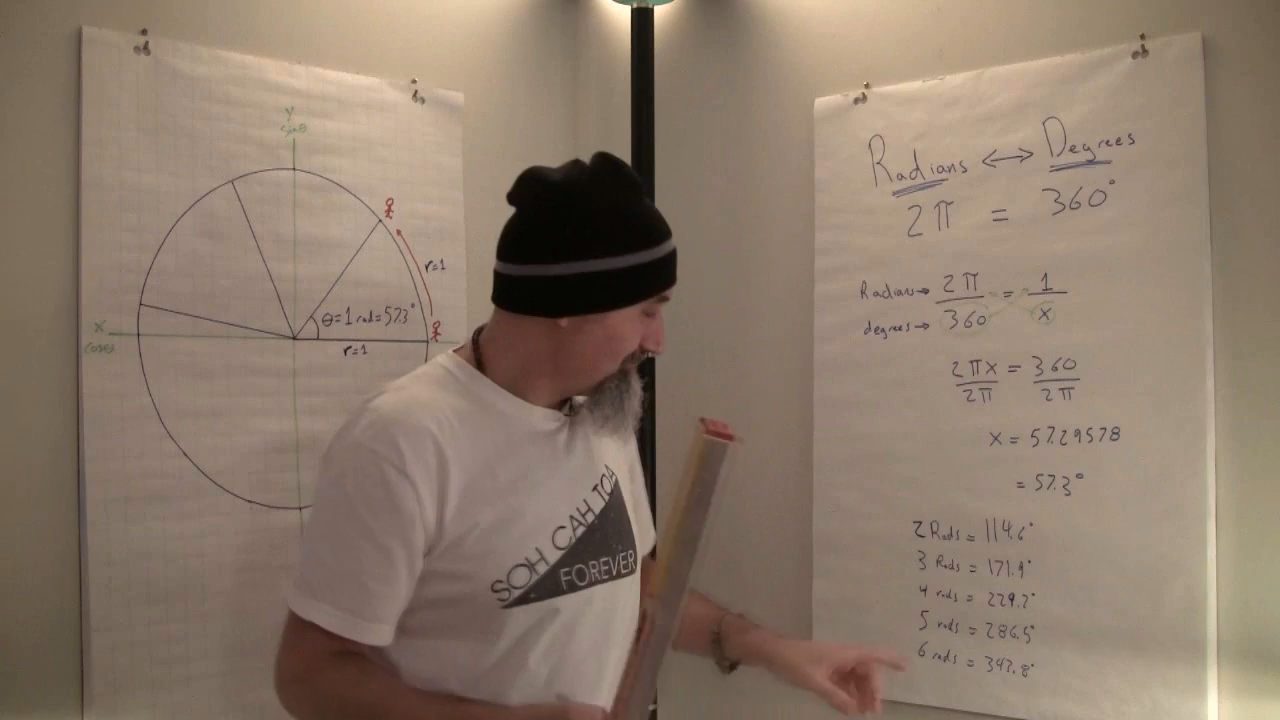 Y
sinθ
r=1
θ=1 rad=57.3°
X
cosθ
r=1
SOH CAH TOA
FOREVER
Radians ↔ Degrees
2π = 360°
Radians→ 2π = 1
degrees→ 360 x
2πx = 360
2π 2π
x = 57.29578
= 57.3°
2 Rads = 114.6°
3 Rads = 171.9°
4 rads = 229.2°
5 rads = 286.5°
6 rads = 343.8°